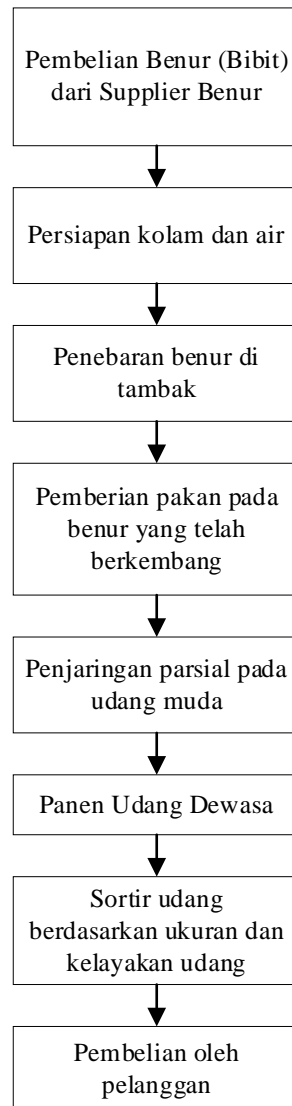 Pembelian Benur (Bibit)
dari Supplier Benur
Persiapan kolam dan air
Penebaran benur di
tambak
Pemberian pakan pada
benur yang telah
berkembang
Penjaringan parsial pada
udang muda
Panen Udang Dewasa
Sortir udang
berdasarkan ukuran dan
kelayakan udang
Pembelian oleh
pelanggan